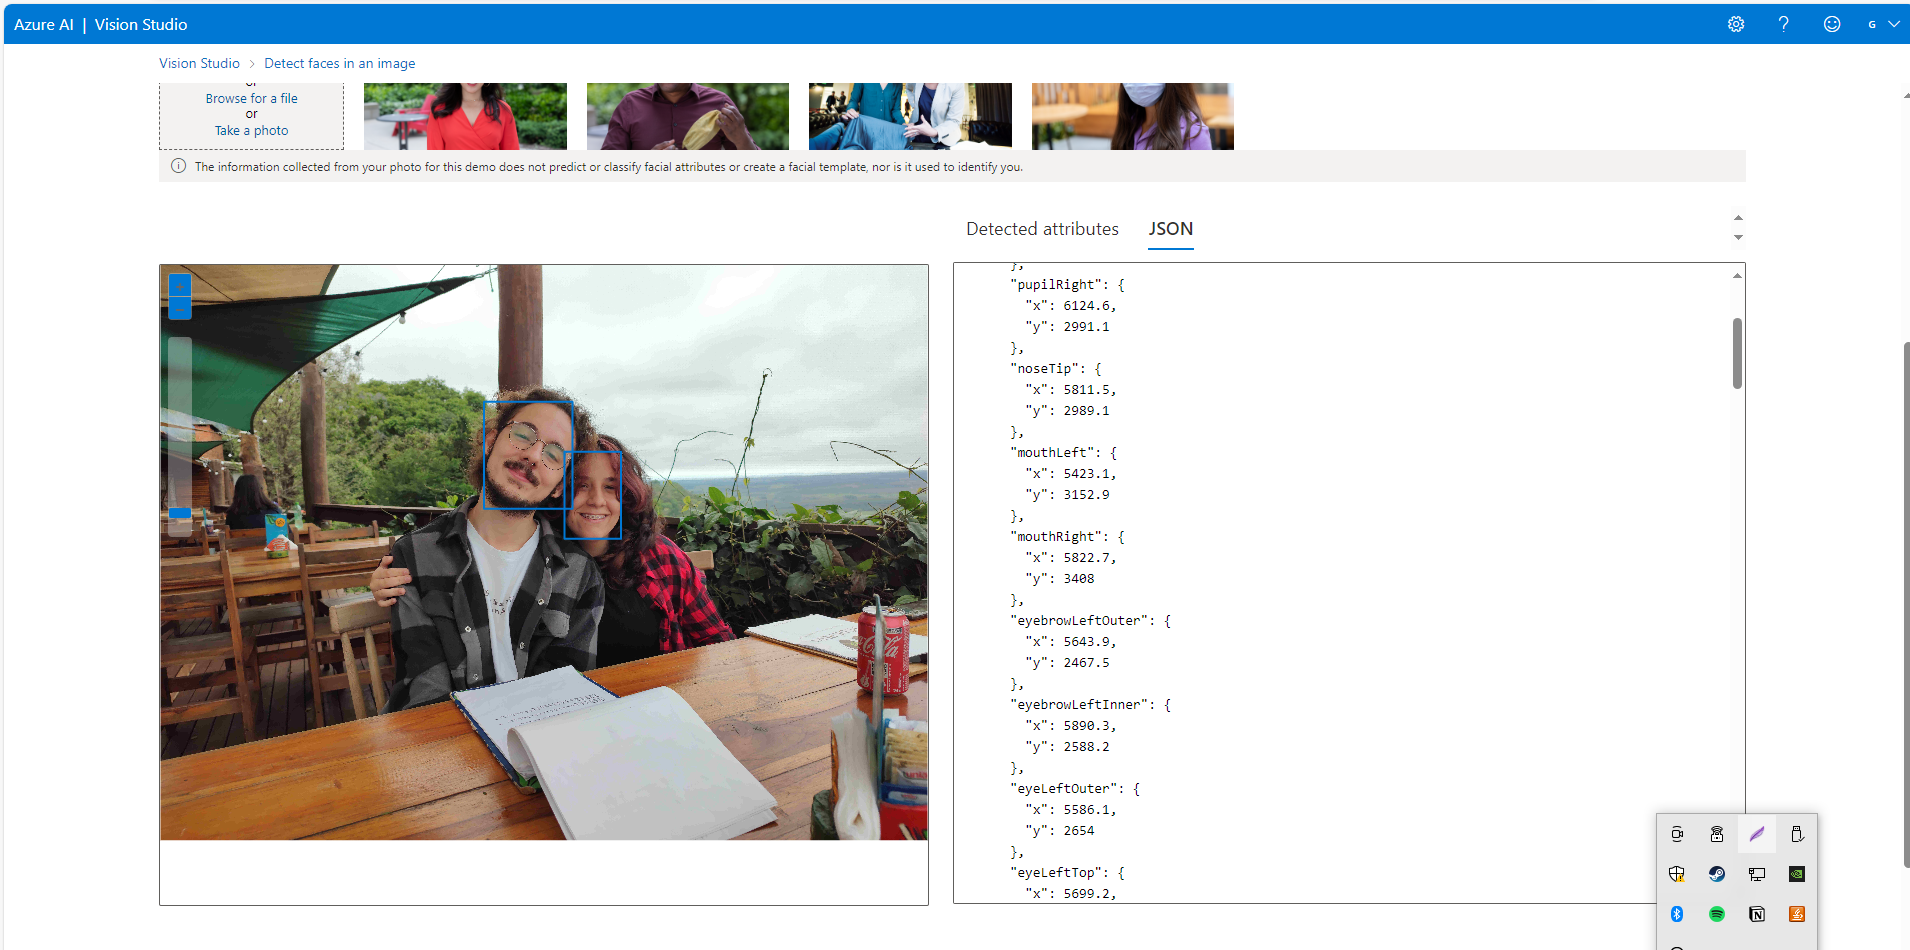 Azure AI | Vision Studio
G
Vision Studio > Detect faces in an image
or
Browse for a file
or
Take a photo
The information collected from your photo for this demo does not predict or classify facial attributes or create a facial template, nor is it used to identify you.
Detected attributes JSON
},
"pupilRight": {
"x": 6124.6,
"y": 2991.1
},
"noseTip": {
"x": 5811.5,
"y": 2989.1
},
"mouthLeft": {
"x": 5423.1,
"y": 3152.9
},
"mouthRight": {
"x": 5822.7,
"y": 3408
},
"eyebrowLeftOuter": {
"x": 5643.9,
"y": 2467.5
},
"eyebrowLeftInner": {
"x": 5890.3,
"y": 2588.2
},
"eyeLeftOuter": {
"x": 5586.1,
"y": 2654
},
"eyeLeftTop": {
"x": 5699.2,